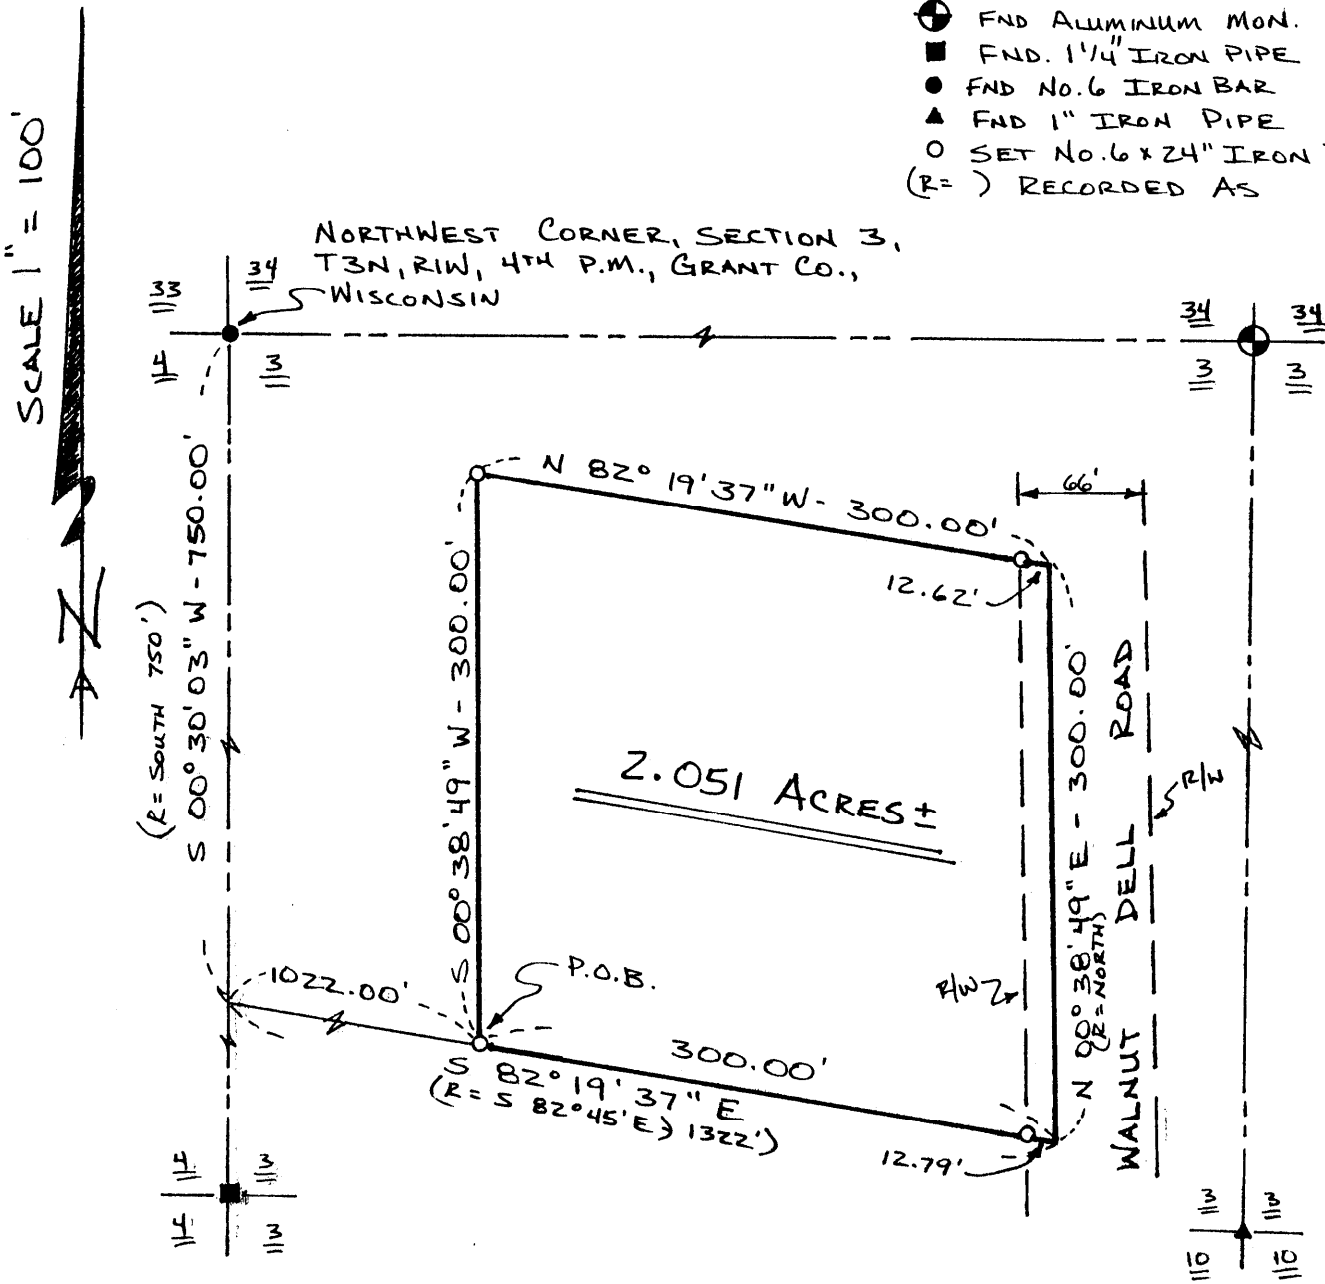 FND ALUMINUM MON.
FND. 1 1/4" IRON PIPE
FND NO.6 IRON BAR
FND 1" IRON PIPE
SET NO.6 x 24" IRON
(R= ) RECORDED AS
SCALE 1" = 100'
N
NORTHWEST CORNER, SECTION 3,
T3N, R1W, 4TH P.M., GRANT CO.,
WISCONSIN
33
34
4
3
34
34
3
3
(R= SOUTH 750')
S 00° 30' 03" W - 750.00'
N 82° 19' 37" W - 300.00'
66'
12.62'
S 00° 38' 49" W - 300.00'
2.051 ACRES ±
N 00° 38' 49" E - 300.00'
(R=NORTH)
WALNUT DELL ROAD
R/W
R/W
1022.00'
P.O.B.
300.00'
S 82° 19' 37" E
(R= S 82° 45' E, 1322')
12.79'
4
3
4
3
3
3
10
10